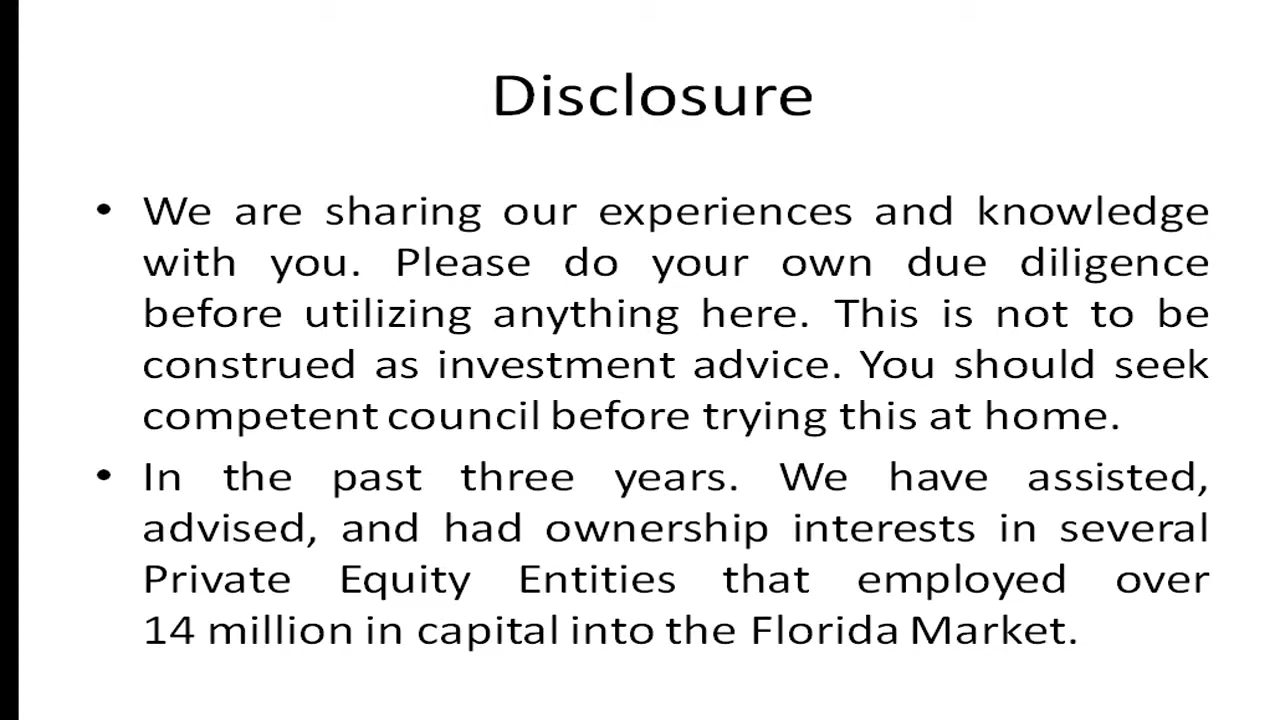 Disclosure
• We are sharing our experiences and knowledge
with you. Please do your own due diligence
before utilizing anything here. This is not to be
construed as investment advice. You should seek
competent council before trying this at home.
• In the past three years. We have assisted,
advised, and had ownership interests in several
Private Equity Entities that employed over
14 million in capital into the Florida Market.